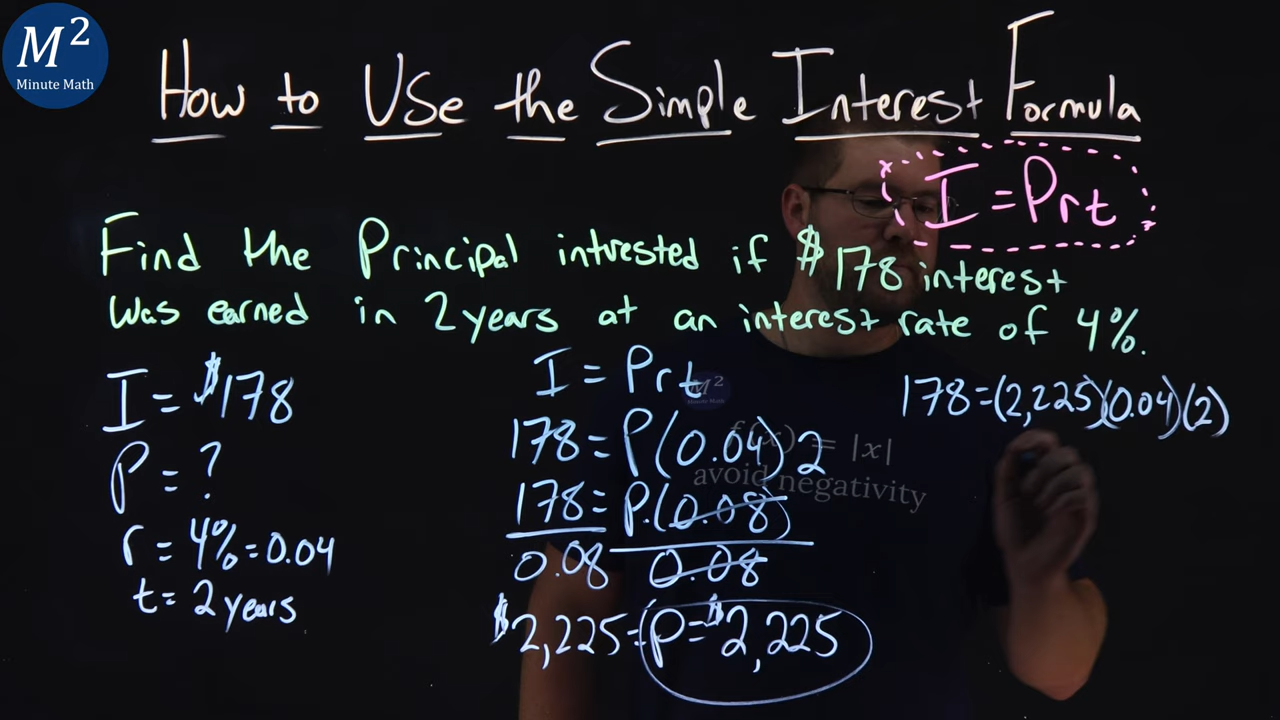 M²
Minute Math
How to Use the Simple Interest Formula
I = Prt
Find the Principal intrested if $178 interest
was earned in 2 years at an interest rate of 4%.
I = $178
P = ?
r = 4% = 0.04
t = 2 years
I = Prt
178 = P(0.04)2
178 = P.(0.08)
0.08 0.08
$2,225 = P = $2,225
178 = (2,225)(0.04)(2)
M²
Minute Math
f(x) = |x|
avoid negativity